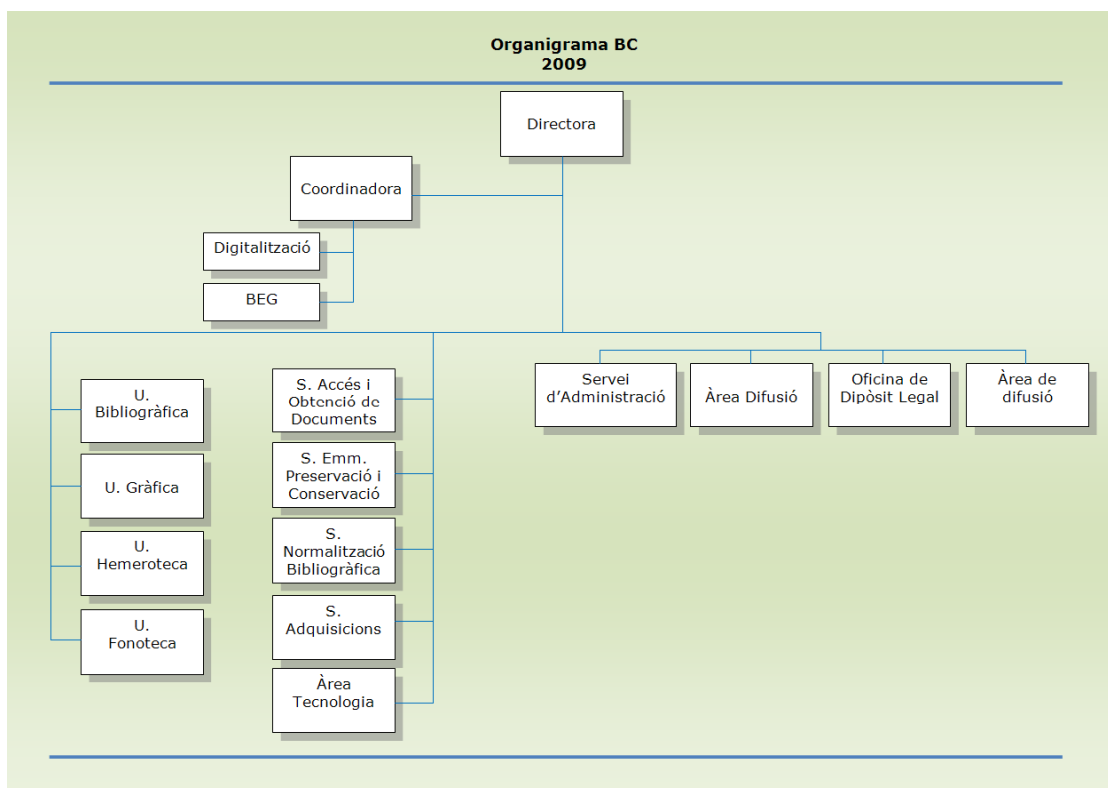 Organigrama BC
2009
Directora
Coordinadora
Digitalització
BEG
U.
Bibliogràfica
U. Gràfica
U.
Hemeroteca
U.
Fonoteca
S. Accés i
Obtenció de
Documents
S. Emm.
Preservació i
Conservació
S.
Normalització
Bibliogràfica
S.
Adquisicions
Àrea
Tecnologia
Servei
d’Administració
Àrea Difusió
Oficina de
Dipòsit Legal
Àrea de
difusió